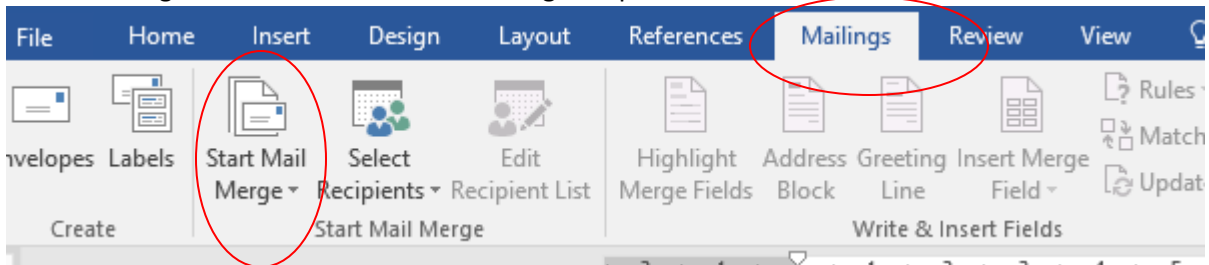 File Home Insert Design Layout References Mailings Review View
Labels Start Mail Merge Select Recipients Edit Recipient List Highlight Merge Fields Address Block Greeting Line Insert Merge Field Rules
Match
Create Start Mail Merge Write & Insert Fields